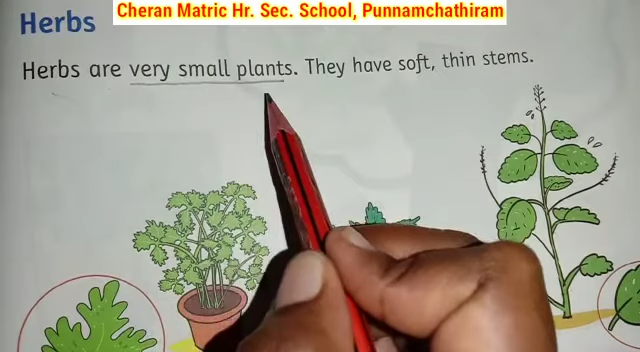 Cheran Matric Hr. Sec. School, Punnamchathiram
Herbs
Herbs are very small plants. They have soft, thin stems.